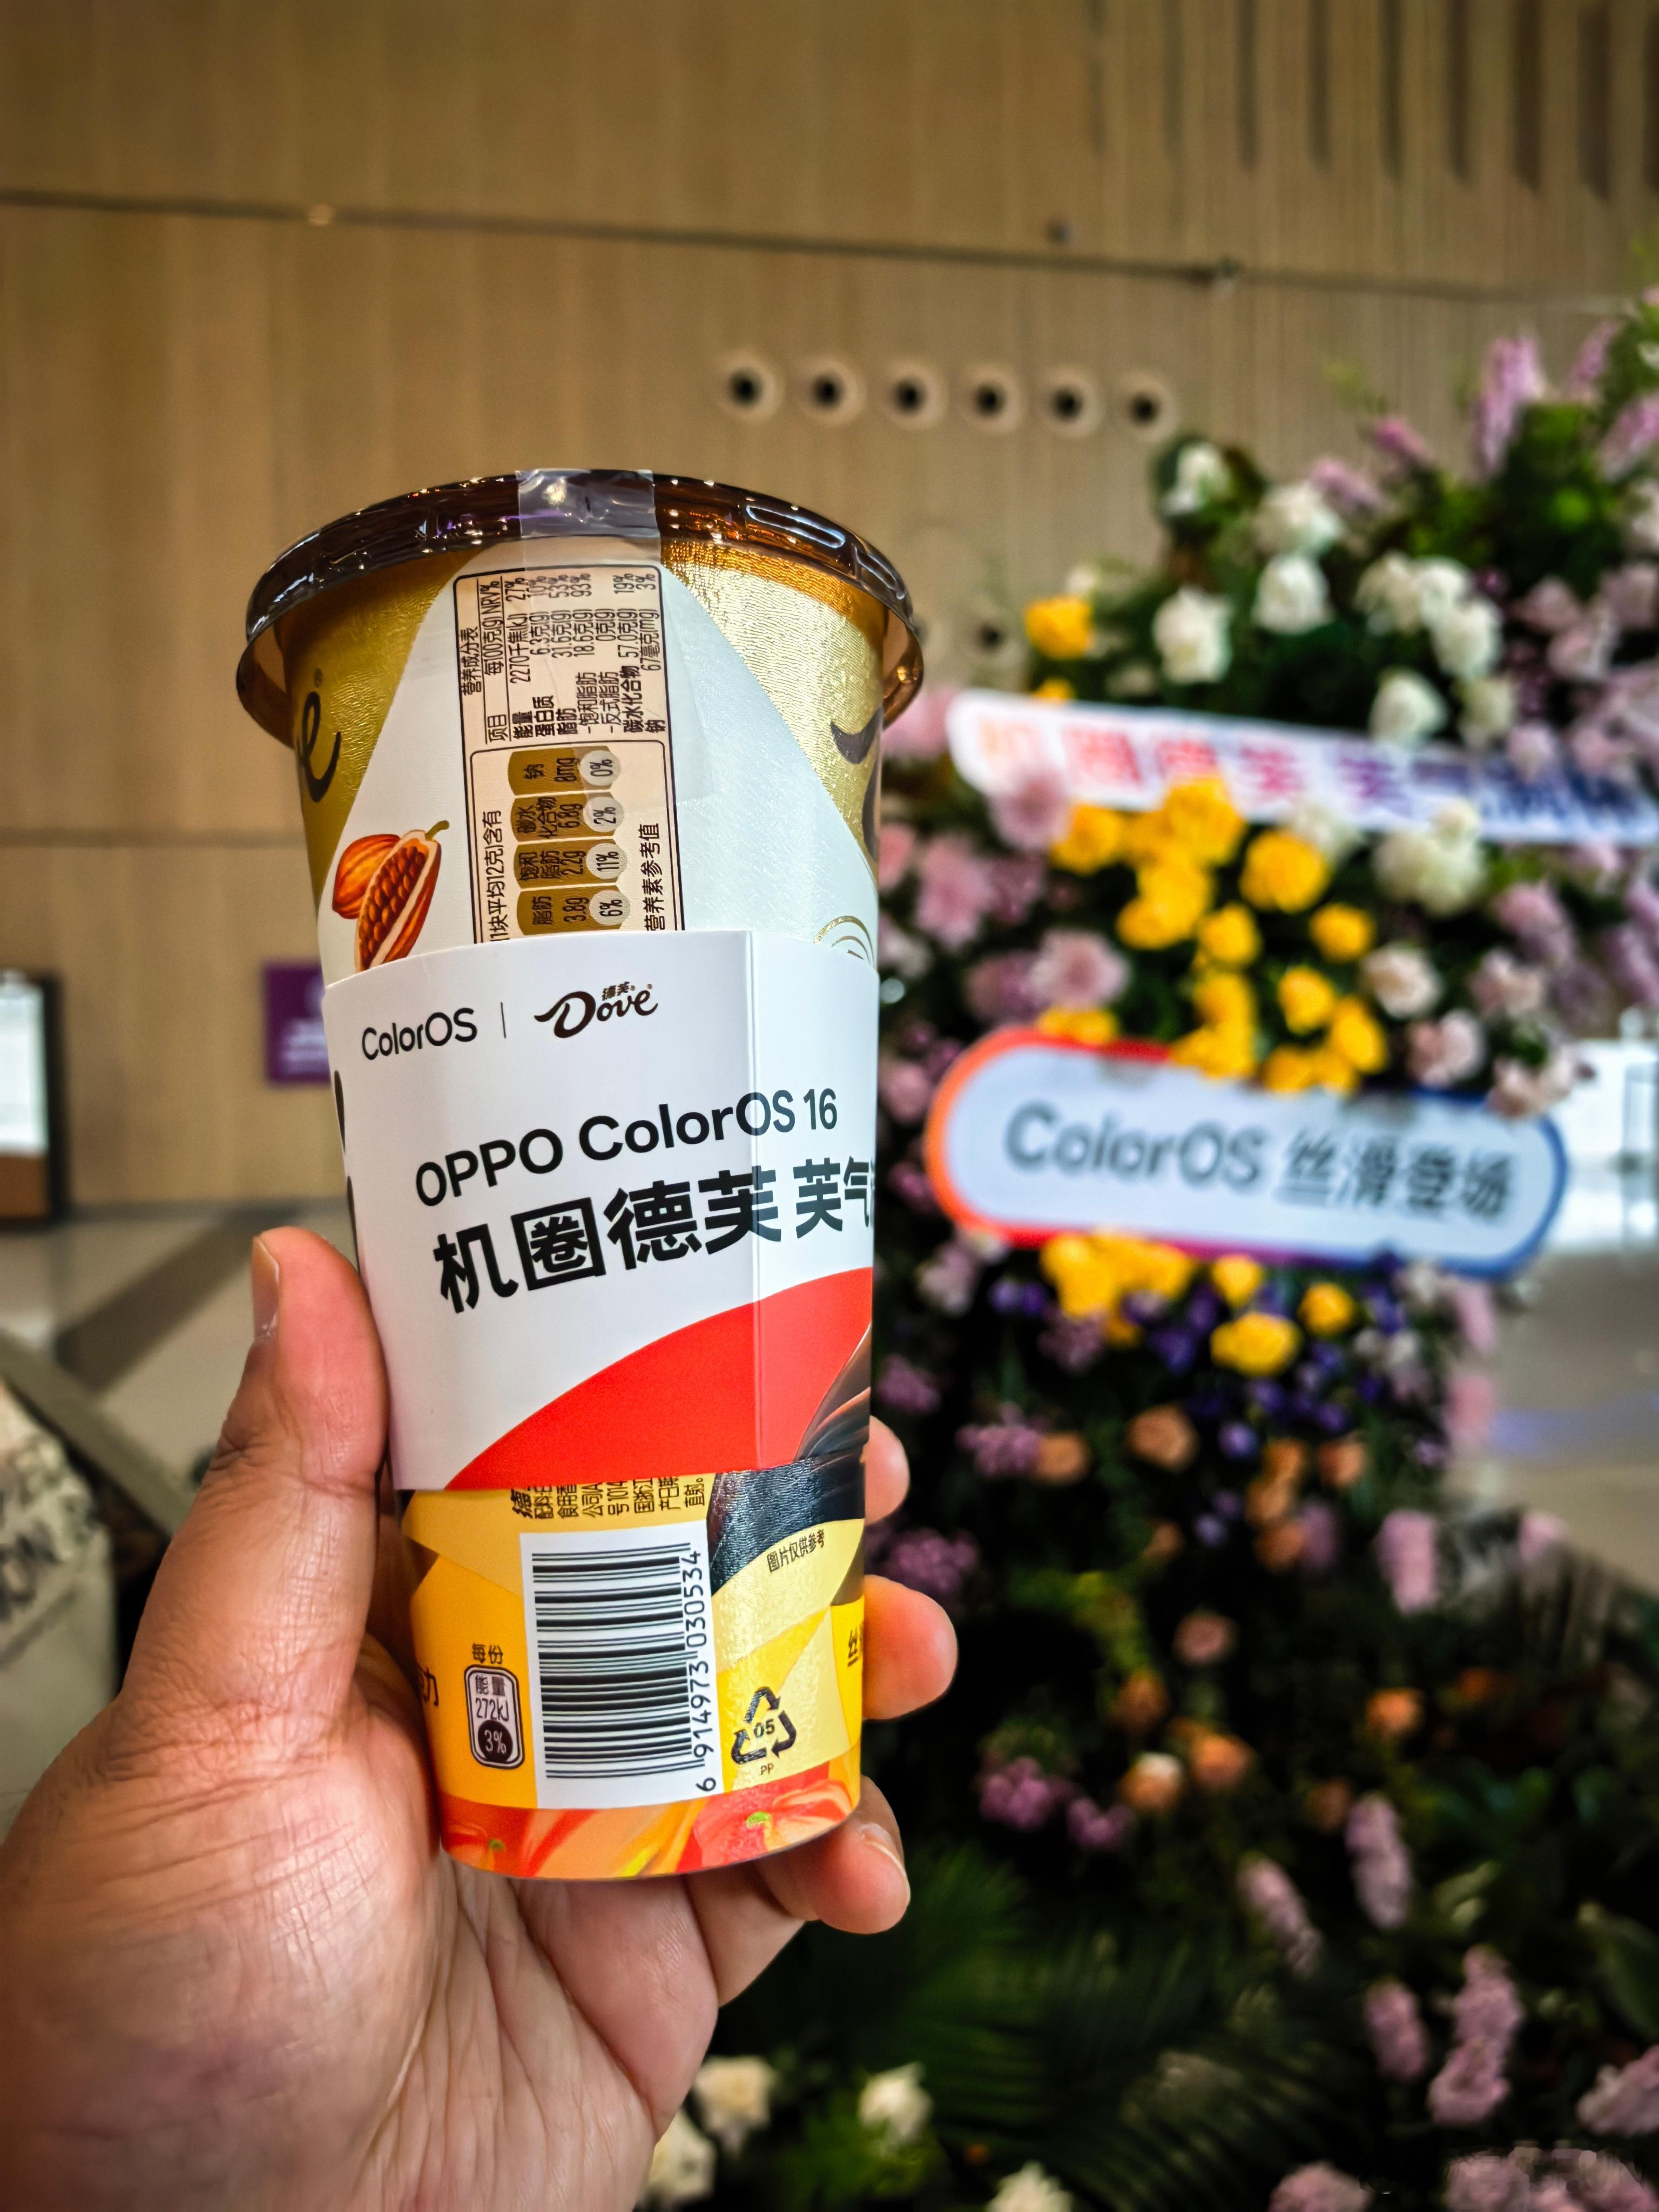 营养成分表
项目 每100克(g) NRV%
能量 2270千焦(kJ) 27%
蛋白质 6.3克(g) 10%
脂肪 31.6克(g) 53%
-饱和脂肪 18.5克(g) 93%
-反式脂肪 0克(g)
碳水化合物 57.0克(g) 19%
钠 67毫克(mg) 3%
1块平均12克)含有
脂肪 饱和脂肪 碳水化合物 钠
3.8g 2.2g 6.8g 8mg
6% 11% 2% 0%
营养素参考值
ColorOS | 德芙® Dove®
OPPO ColorOS 16
机圈德芙 芙气
图片仅供参考
每份
能量
272kJ
3%
6 914973 030534
05
PP
丝
力
ColorOS 丝滑登场